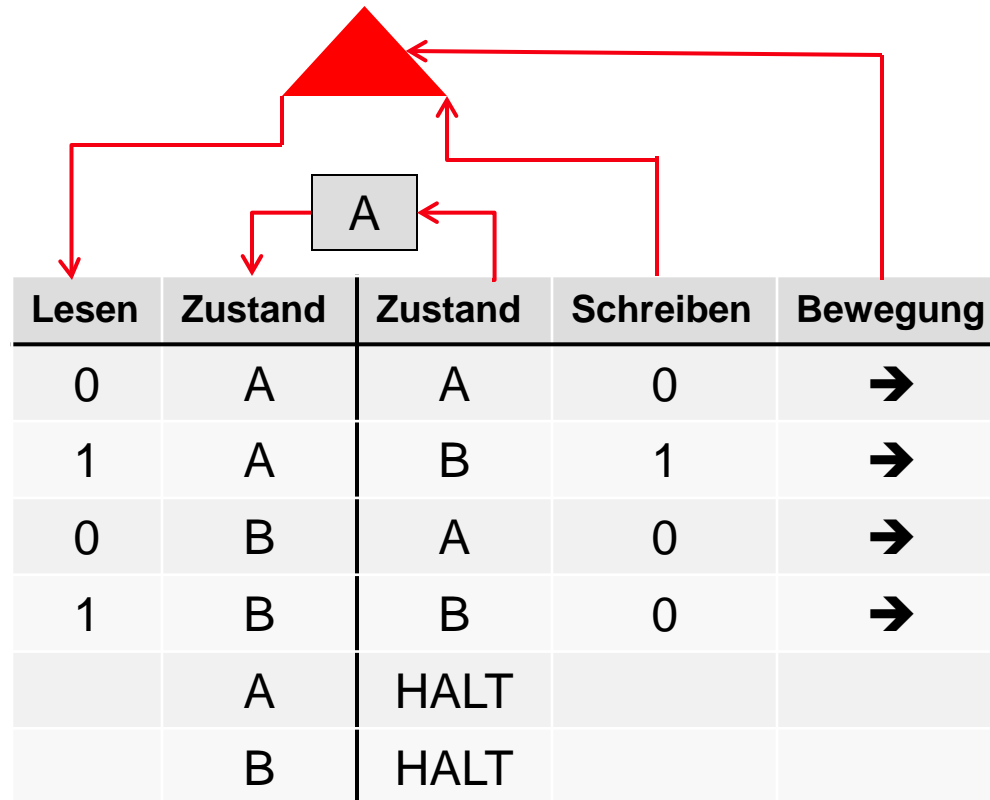 A
Lesen Zustand Zustand Schreiben Bewegung
0 A A 0 ➔
1 A B 1 ➔
0 B A 0 ➔
1 B B 0 ➔
A HALT
B HALT